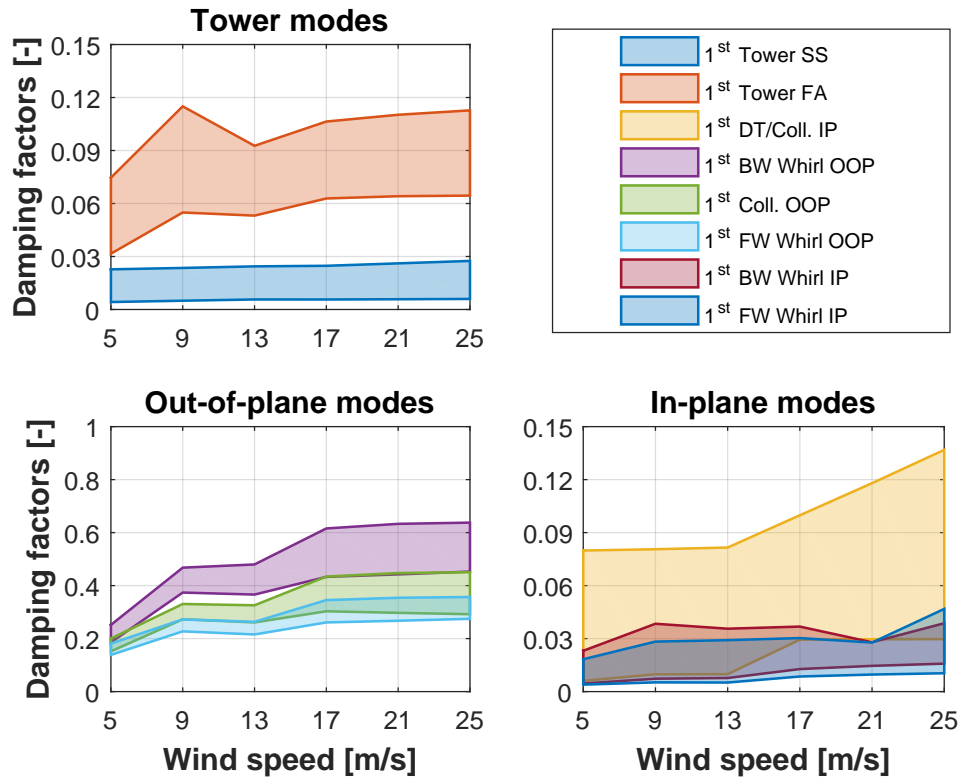 Tower modes
Damping factors [-]
0.15
0.12
0.09
0.06
0.03
0
5 9 13 17 21 25
1st Tower SS
1st Tower FA
1st DT/Coll. IP
1st BW Whirl OOP
1st Coll. OOP
1st FW Whirl OOP
1st BW Whirl IP
1st FW Whirl IP
Out-of-plane modes
Damping factors [-]
1
0.8
0.6
0.4
0.2
0
5 9 13 17 21 25
Wind speed [m/s]
In-plane modes
0.15
0.12
0.09
0.06
0.03
0
5 9 13 17 21 25
Wind speed [m/s]